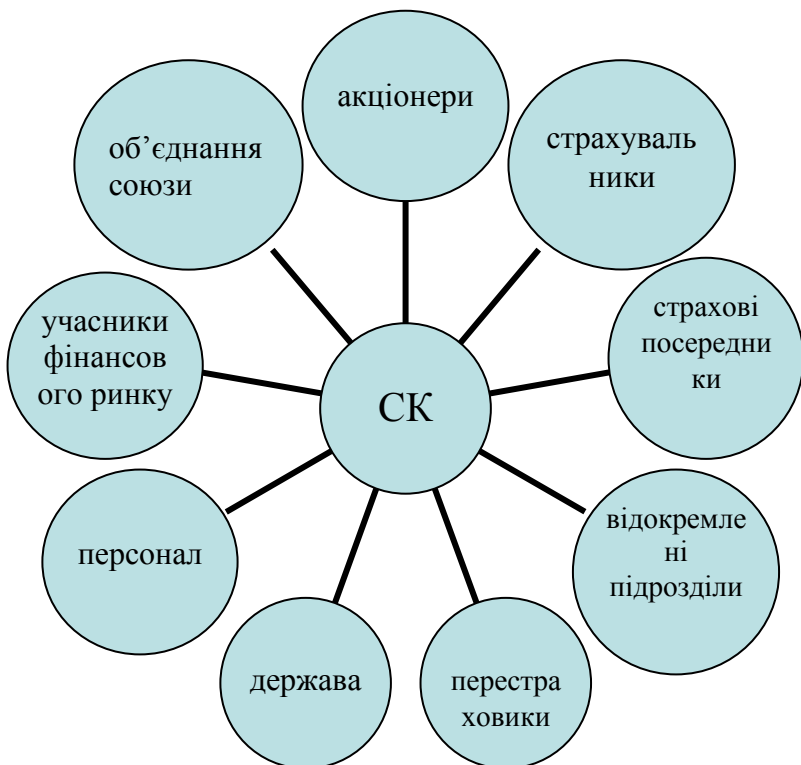 акціонери
об’єднання
союзи
страхуваль
ники
учасники
фінансов
ого ринку
страхові
посередни
ки
СК
персонал
відокремле
ні
підрозділи
держава
перестра
ховики